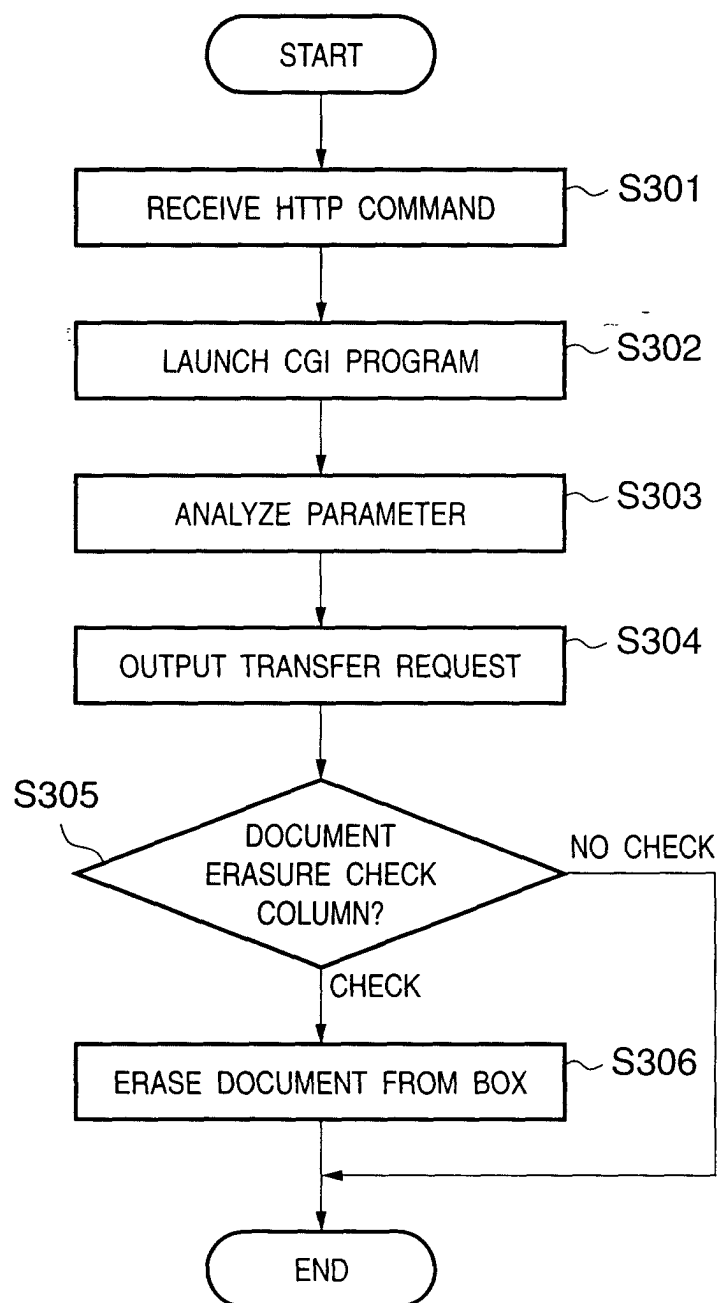 START
RECEIVE HTTP COMMAND
S301
LAUNCH CGI PROGRAM
S302
ANALYZE PARAMETER
S303
OUTPUT TRANSFER REQUEST
S304
S305
DOCUMENT
ERASURE CHECK
COLUMN?
NO CHECK
CHECK
ERASE DOCUMENT FROM BOX
S306
END